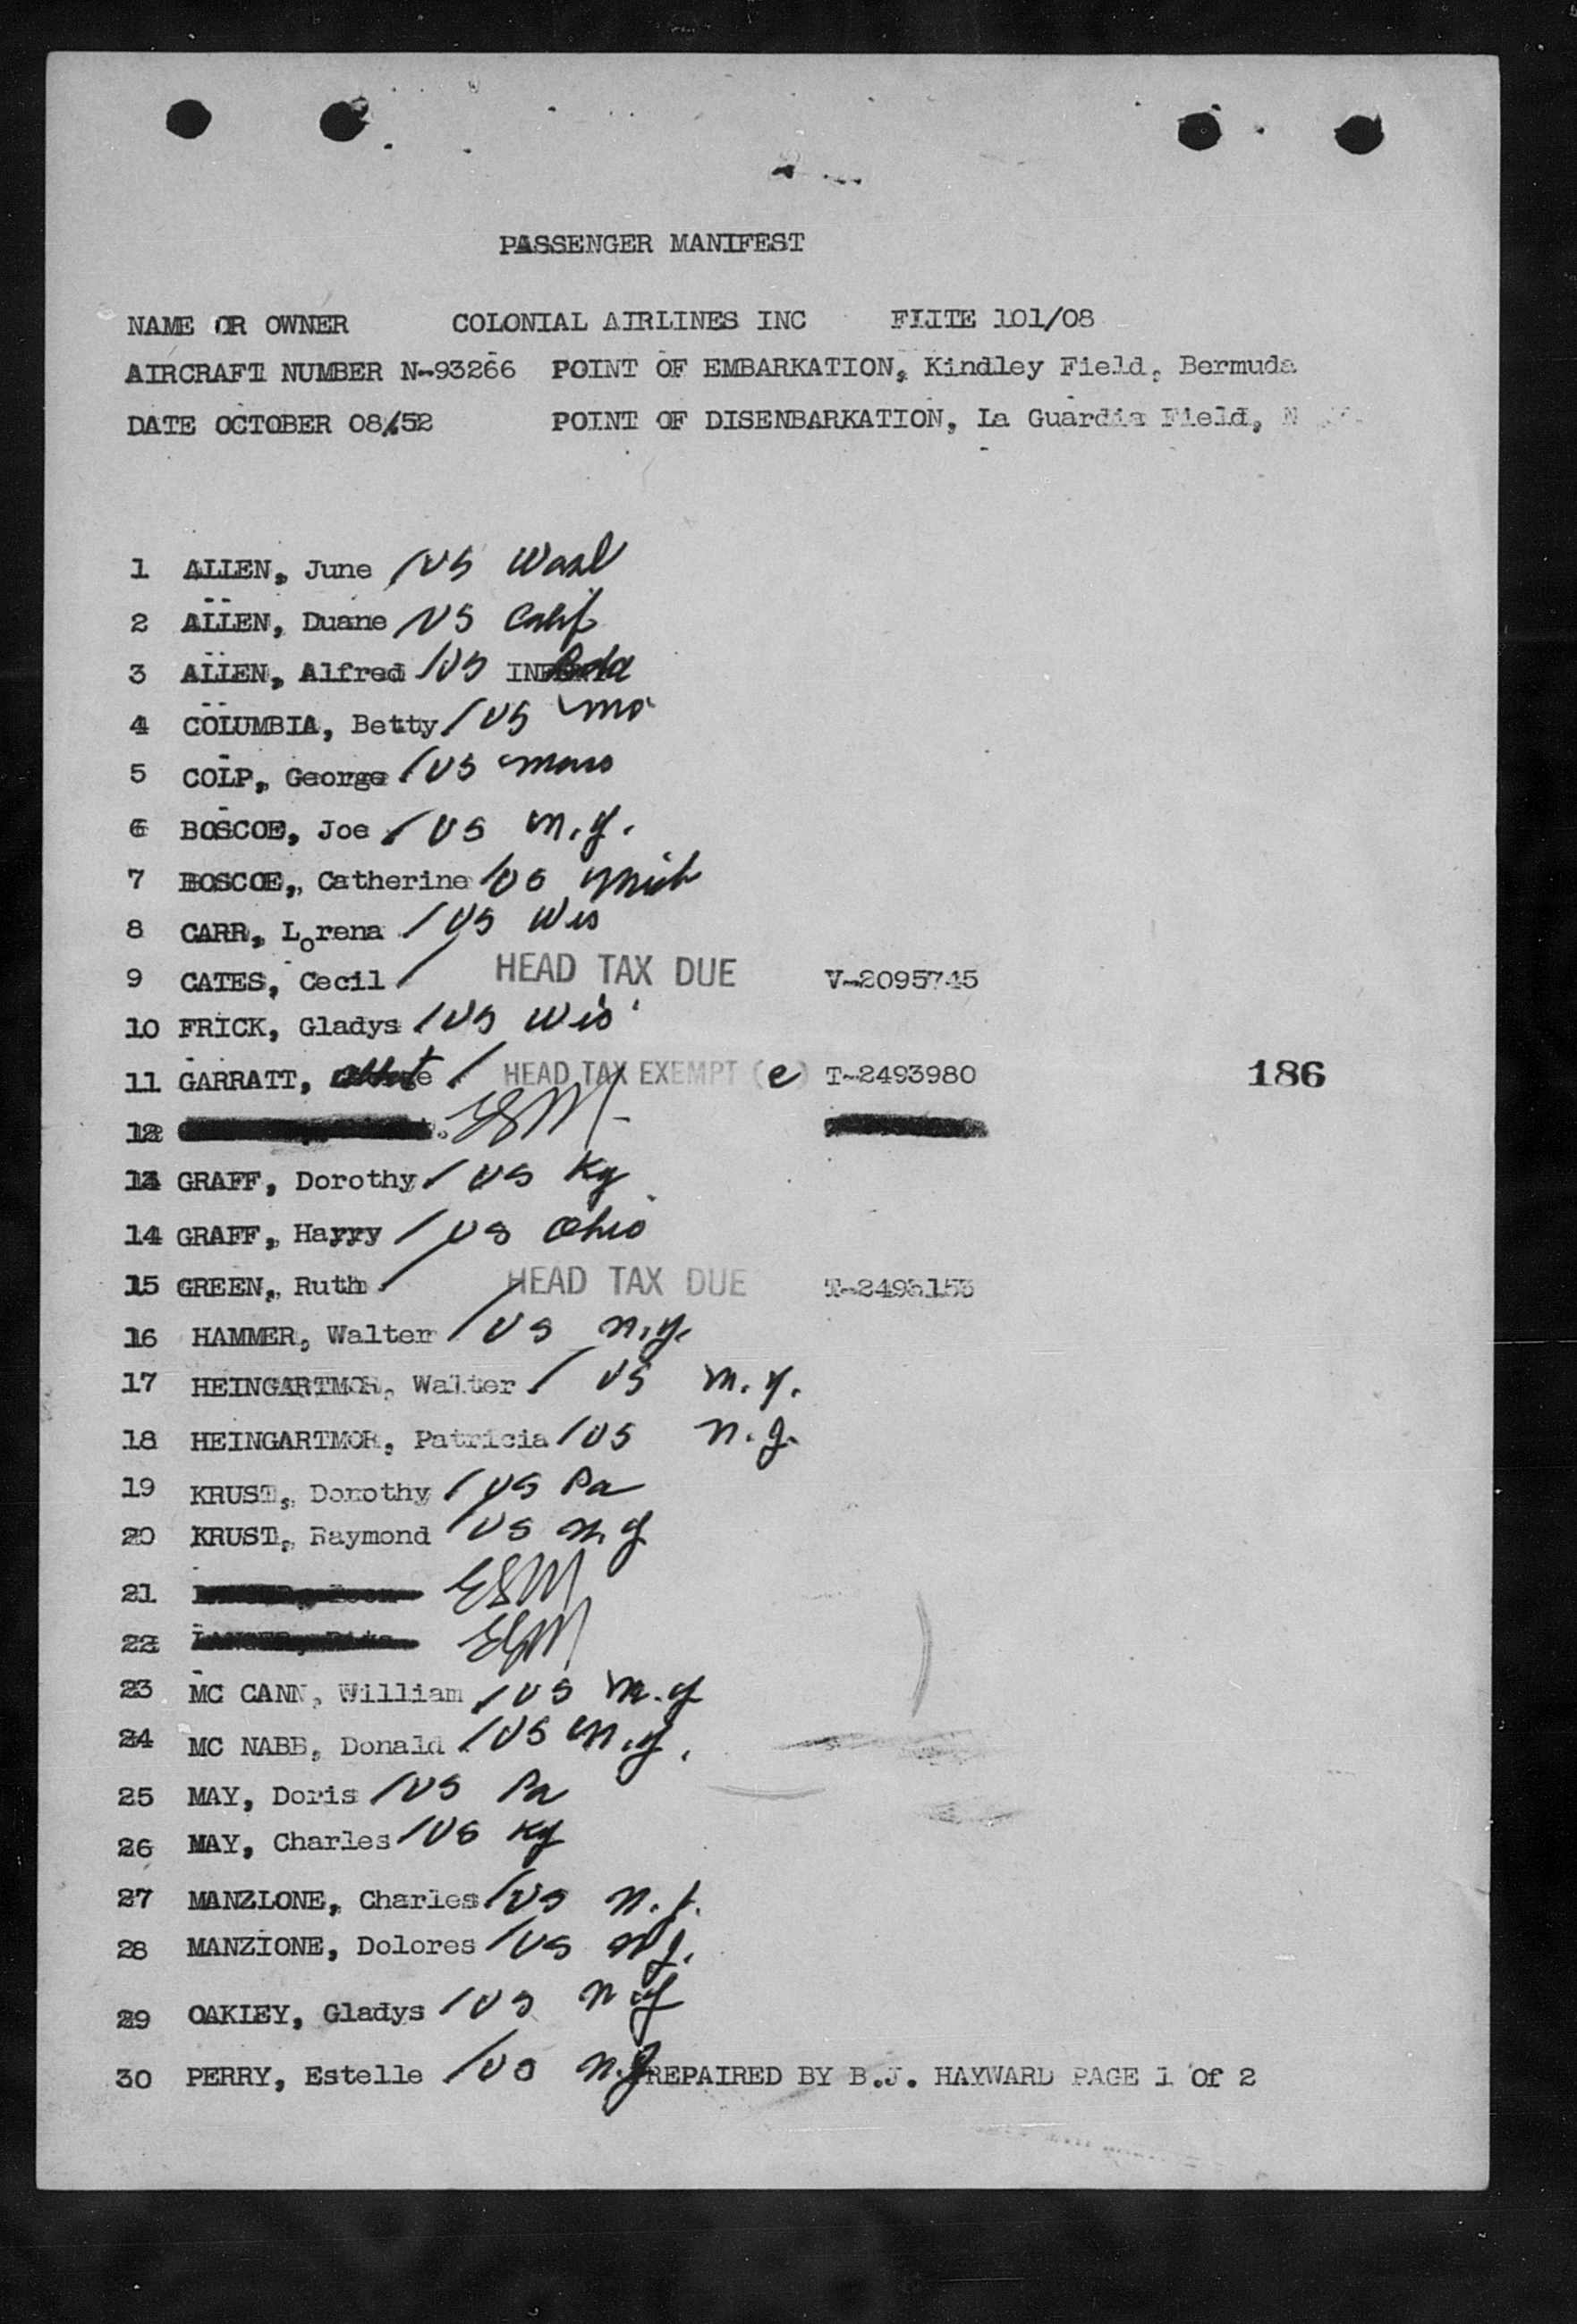 PASSENGER MANIFEST
NAME OR OWNER COLONIAL AIRLINES INC FLITE 101/08
AIRCRAFT NUMBER N-93266 POINT OF EMBARKATION, Kindley Field, Bermuda
DATE OCTOBER 08/52 POINT OF DISENBARKATION, La Guardia Field, N
1 ALLEN, June / US Wash
2 ALLEN, Duane / US Calif
3 ALLEN, Alfred / US
4 COLUMBIA, Betty / US Mo
5 COLP, George / US Mass
6 BOSCOE, Joe / US N.Y.
7 BOSCOE, Catherine / US Mich
8 CARR, Lorena / US Wis
9 CATES, Cecil / HEAD TAX DUE V-2095745
10 FRICK, Gladys / US Wis
11 GARRATT, / HEAD TAX EXEMPT (e) T-2493980 186
12 ESM
13 GRAFF, Dorothy / US Ky
14 GRAFF, Harry / US Ohio
15 GREEN, Ruth / HEAD TAX DUE
16 HAMMER, Walter / US N.Y.
17 HEINGARTMOR, Walter / US N.Y.
18 HEINGARTMOR, Patricia / US N.J.
19 KRUST, Dorothy / US Pa
20 KRUST, Raymond / US N.Y
21 ESM
22 ESM
23 MC CANN, William / US N.Y
24 MC NABB, Donald / US N.Y.
25 MAY, Doris / US Pa
26 MAY, Charles / US Ky
27 MANZIONE, Charles / US N.J.
28 MANZIONE, Dolores / US N.J.
29 OAKLEY, Gladys / US N.Y
30 PERRY, Estelle / US N.J PREPAIRED BY B.J. HAYWARD PAGE 1 Of 2